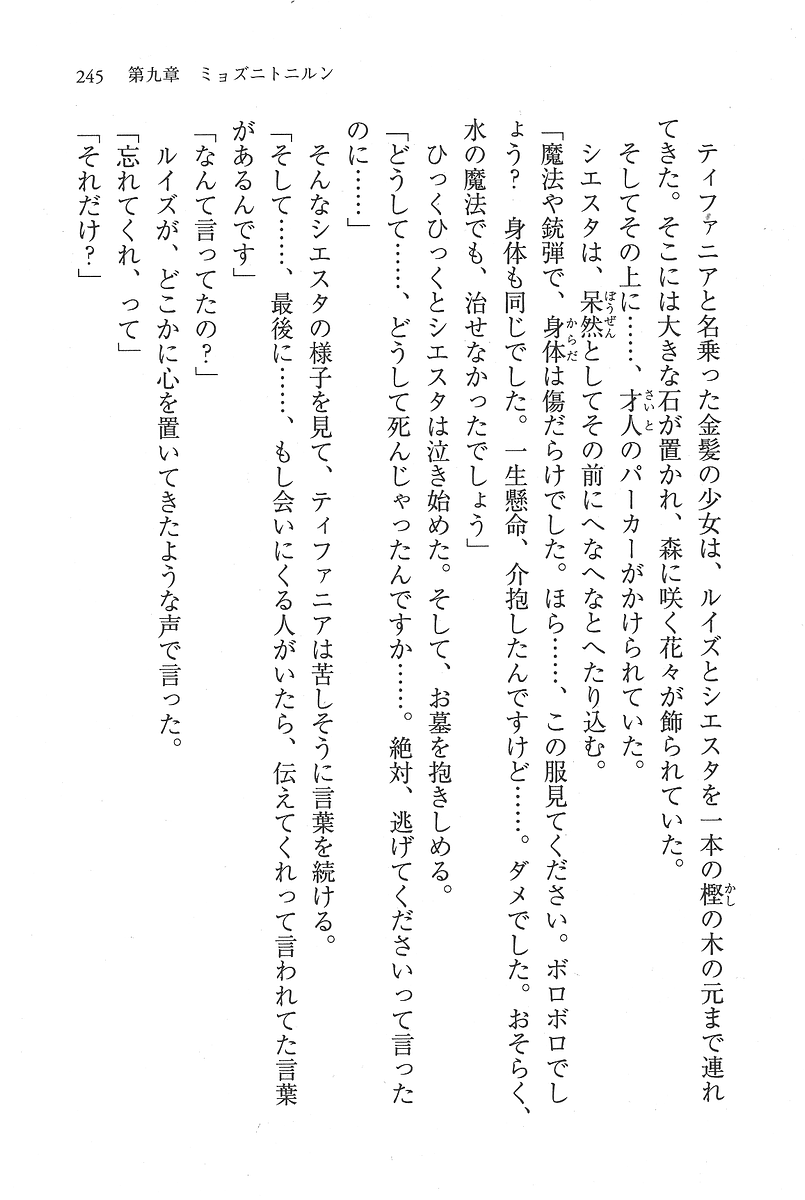 245　第九章　ミョズニトニルン
　ティファニアと名乗った金髪の少女は、ルイズとシエスタを一本の樫の木の元まで連れ
てきた。そこには大きな石が置かれ、森に咲く花々が飾られていた。
　そしてその上に……、才人のパーカーがかけられていた。
　シエスタは、呆然としてその前にへなへなとへたり込む。
「魔法や銃弾で、身体は傷だらけでした。ほら……、この服見てください。ボロボロでし
ょう？　身体も同じでした。一生懸命、介抱したんですけど……。ダメでした。おそらく、
水の魔法でも、治せなかったでしょう」
　ひっくひっくとシエスタは泣き始めた。そして、お墓を抱きしめる。
「どうして……、どうして死んじゃったんですか……。絶対、逃げてくださいって言った
のに……」
　そんなシエスタの様子を見て、ティファニアは苦しそうに言葉を続ける。
「そして……、最後に……、もし会いにくる人がいたら、伝えてくれって言われてた言葉
があるんです」
「なんて言ってたの？」
　ルイズが、どこかに心を置いてきたような声で言った。
「忘れてくれ、って」
「それだけ？」